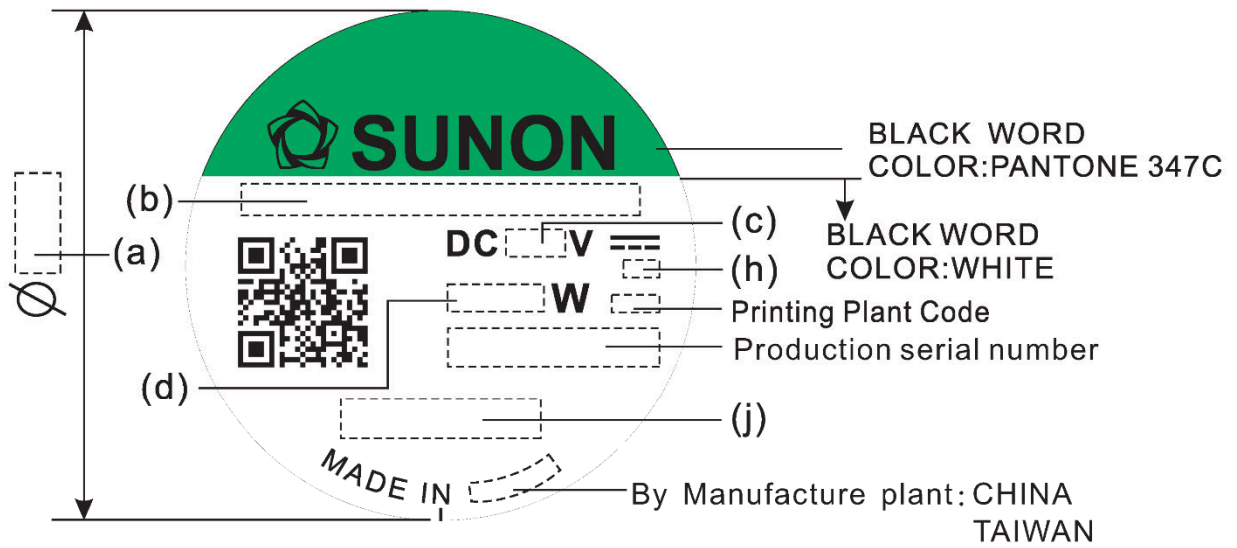 SUNON
BLACK WORD
COLOR:PANTONE 347C
(b)
(c)
DC V
BLACK WORD
COLOR:WHITE
(a)
(h)
W
Printing Plant Code
Production serial number
(d)
(j)
MADE IN
By Manufacture plant: CHINA
TAIWAN
Ø